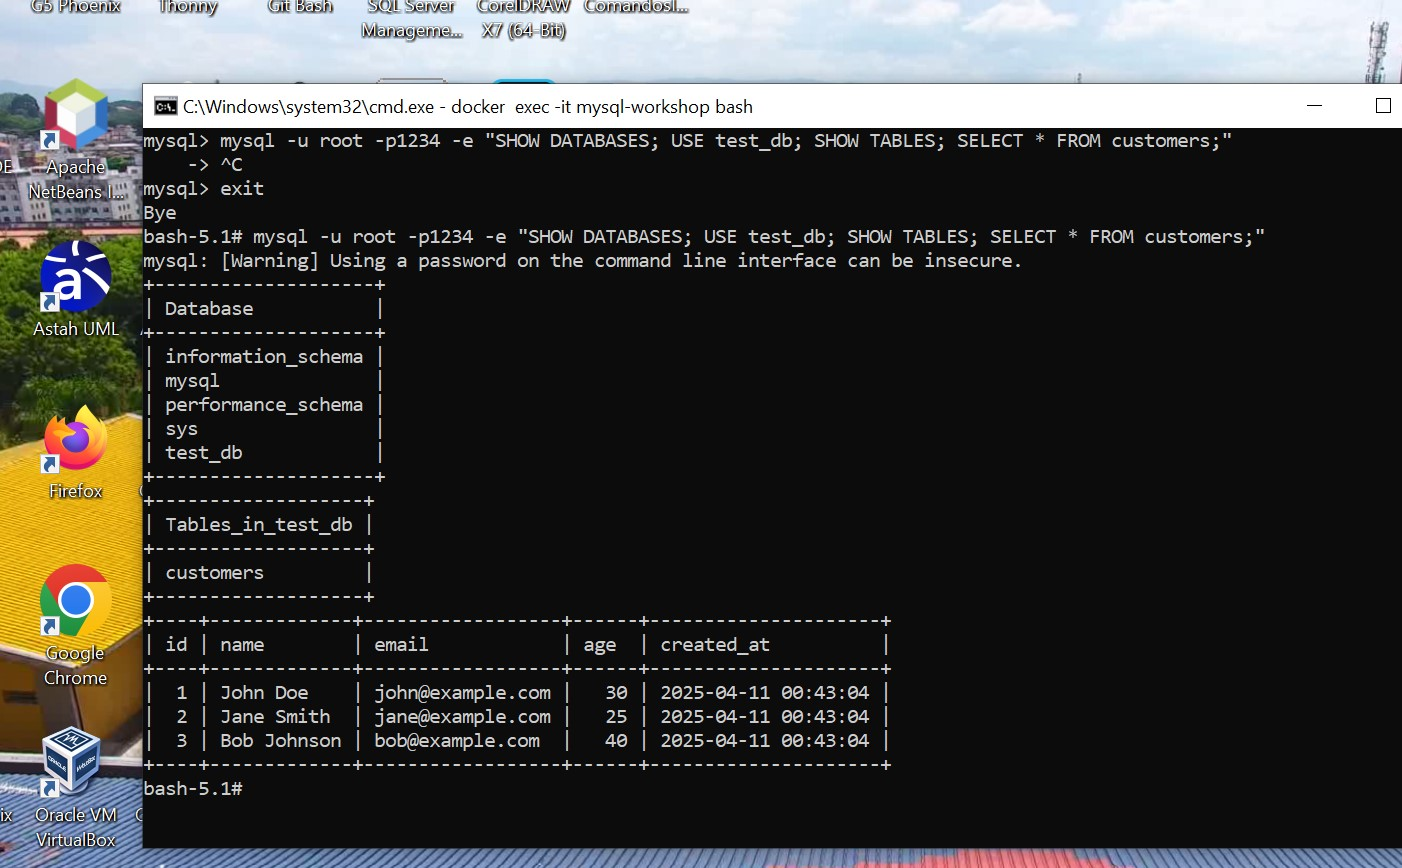 G5 Phoenix
Thonny
Git Bash
SQL Server
Manageme...
CorelDRAW
X7 (64-Bit)
ComandosI...
Apache
NetBeans I...
Astah UML
Firefox
Google
Chrome
Oracle VM
VirtualBox
C:\Windows\system32\cmd.exe - docker  exec -it mysql-workshop bash
mysql> mysql -u root -p1234 -e "SHOW DATABASES; USE test_db; SHOW TABLES; SELECT * FROM customers;"
    -> ^C
mysql> exit
Bye
bash-5.1# mysql -u root -p1234 -e "SHOW DATABASES; USE test_db; SHOW TABLES; SELECT * FROM customers;"
mysql: [Warning] Using a password on the command line interface can be insecure.
+--------------------+
| Database           |
+--------------------+
| information_schema |
| mysql              |
| performance_schema |
| sys                |
| test_db            |
+--------------------+
+-------------------+
| Tables_in_test_db |
+-------------------+
| customers         |
+-------------------+
+----+-------------+------------------+------+---------------------+
| id | name        | email            | age  | created_at          |
+----+-------------+------------------+------+---------------------+
|  1 | John Doe    | john@example.com |   30 | 2025-04-11 00:43:04 |
|  2 | Jane Smith  | jane@example.com |   25 | 2025-04-11 00:43:04 |
|  3 | Bob Johnson | bob@example.com  |   40 | 2025-04-11 00:43:04 |
+----+-------------+------------------+------+---------------------+
bash-5.1#